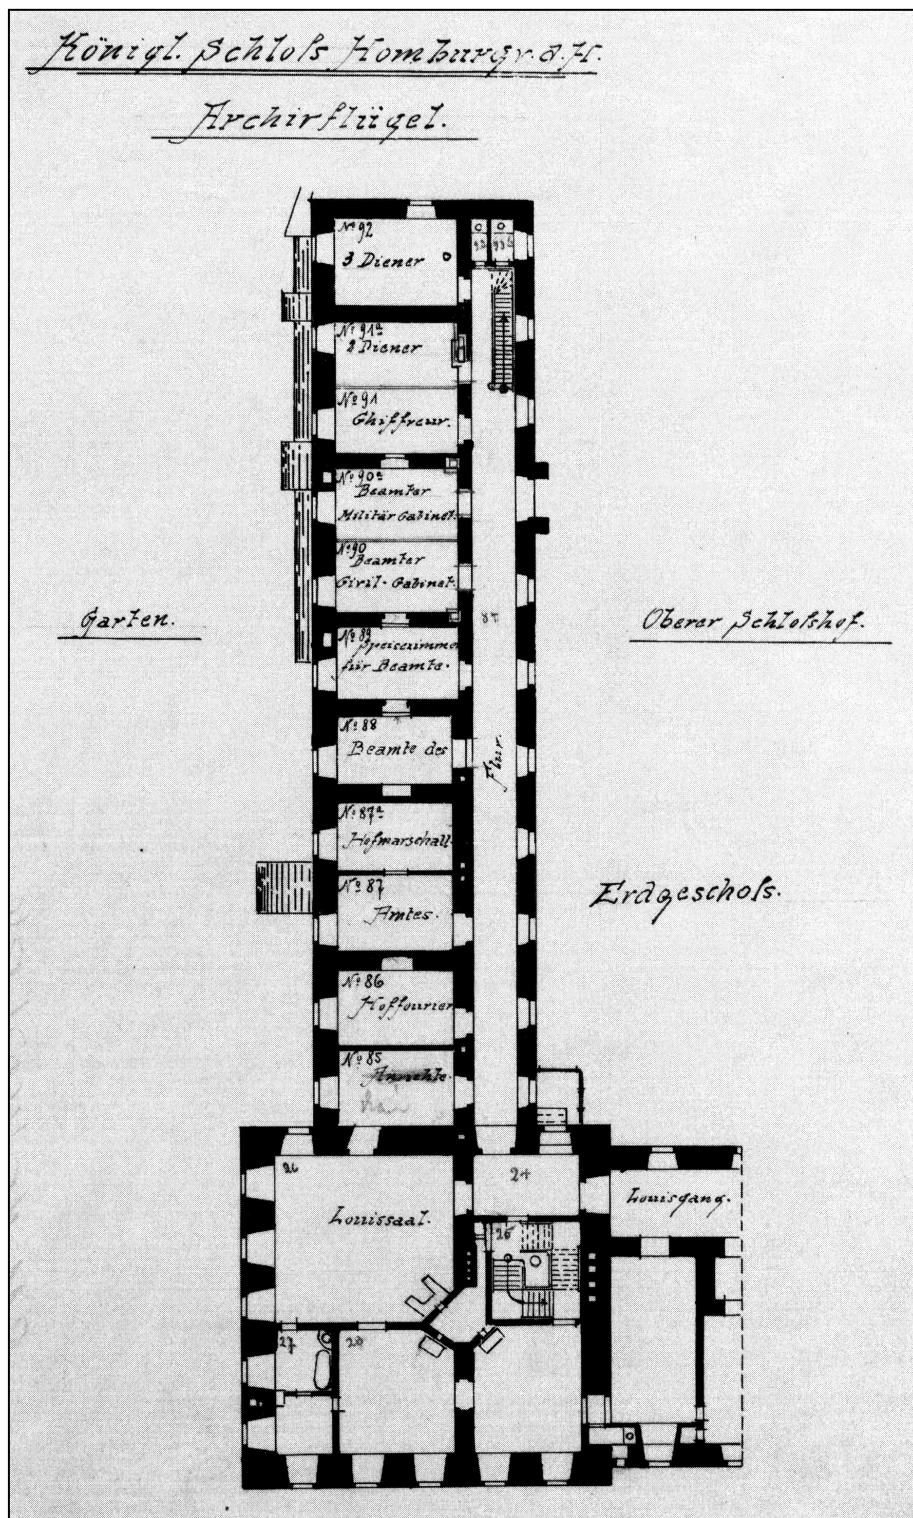 Königl. Schloſs Homburg v. d. H.
Archivflügel.
№ 92
3 Diener
№ 91ª
2 Diener
№ 91
Chiffreur.
№ 90ª
Beamter
Militär Cabinet.
№ 90
Beamter
Civil-Cabinet.
№ 89
Speisezimmer
für Beamte.
№ 88
Beamte des
№ 87ª
Hofmarschall
№ 87
Amtes.
№ 86
Hoffourier
№ 85
Anrichte.
Flur.
Garten.
Oberer Schloſshof.
Erdgeschoſs.
26
Louissaal.
24
Louisgang.
25
27
28